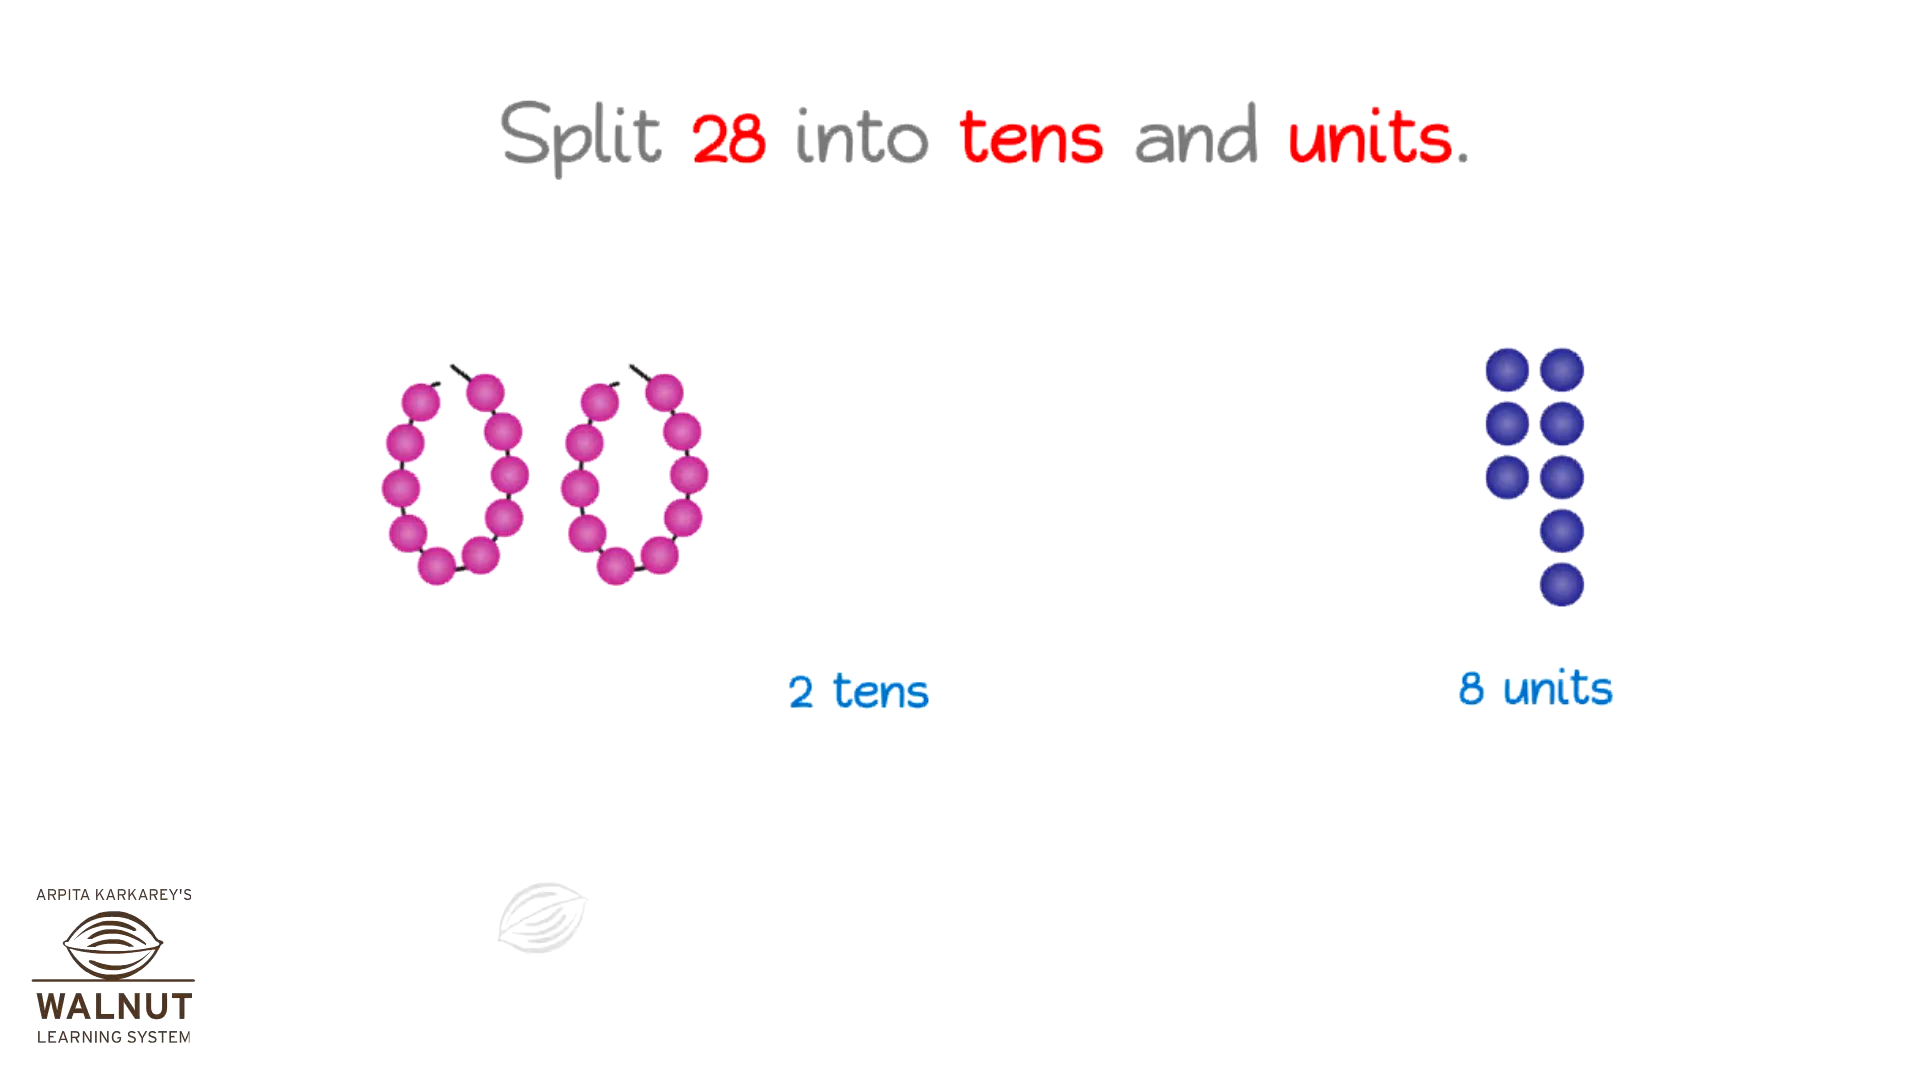 Split 28 into tens and units.
2 tens
8 units
ARPITA KARKAREY'S
WALNUT
LEARNING SYSTEM